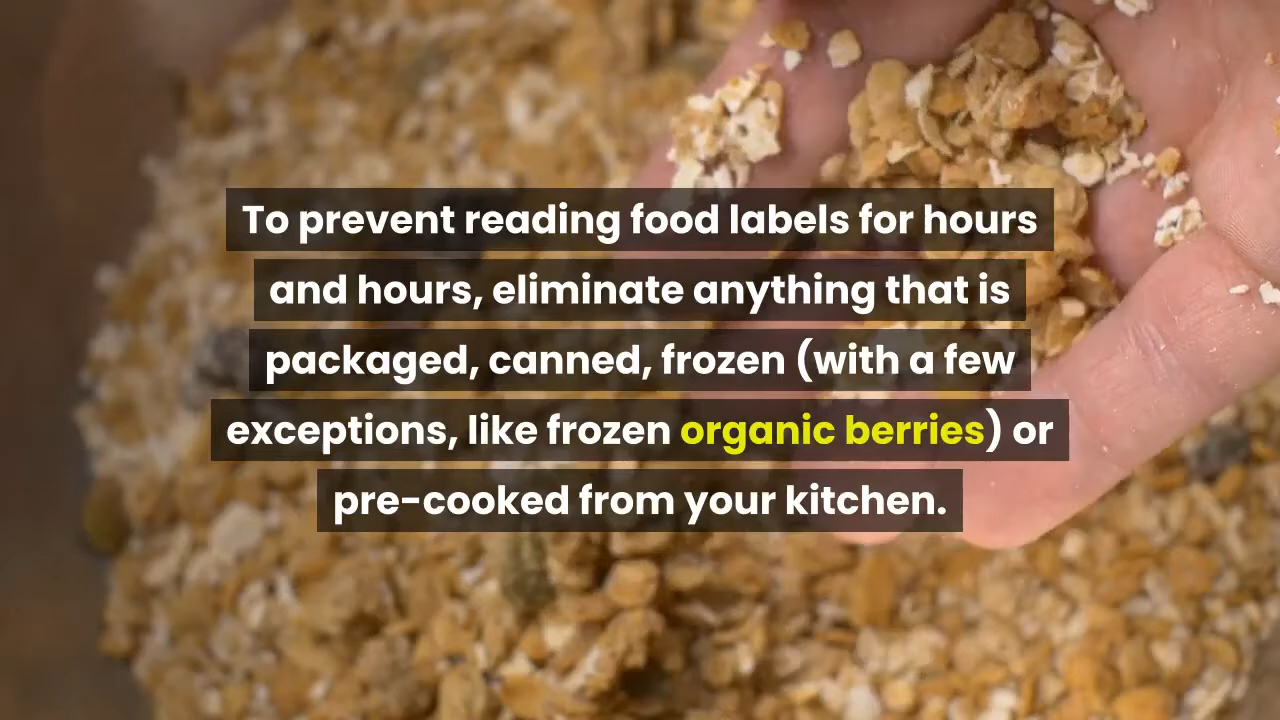 To prevent reading food labels for hours
and hours, eliminate anything that is
packaged, canned, frozen (with a few
exceptions, like frozen organic berries) or
pre-cooked from your kitchen.